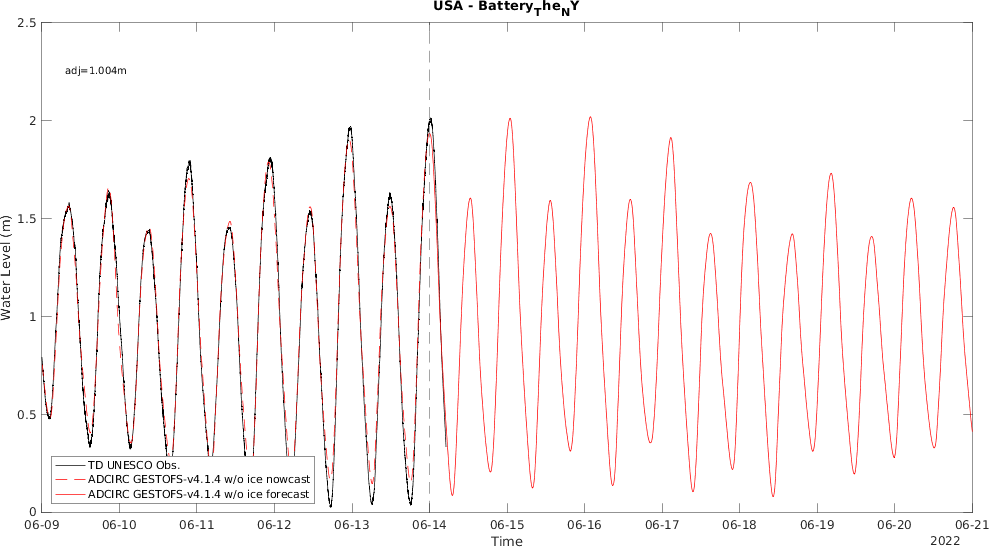 USA - Battery_The_NY
2.5
adj=1.004m
2
1.5
Water Level (m)
1
0.5
TD UNESCO Obs.
ADCIRC GESTOFS-v4.1.4 w/o ice nowcast
ADCIRC GESTOFS-v4.1.4 w/o ice forecast
0
06-09 06-10 06-11 06-12 06-13 06-14 06-15 06-16 06-17 06-18 06-19 06-20 06-21
Time
2022